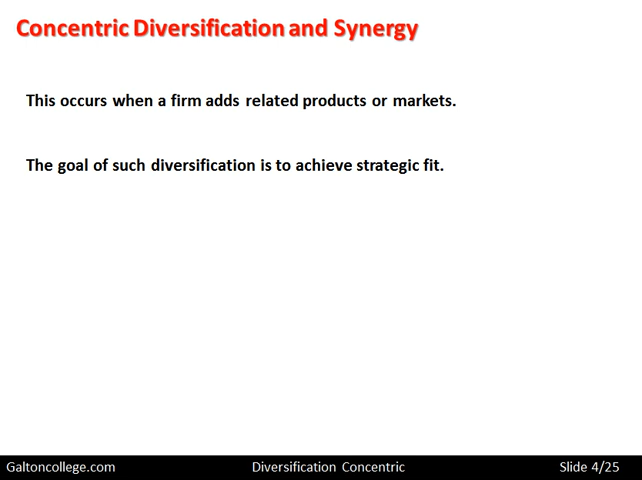 Concentric Diversification and Synergy
This occurs when a firm adds related products or markets.
The goal of such diversification is to achieve strategic fit.
Galtoncollege.com
Diversification Concentric
Slide 4/25